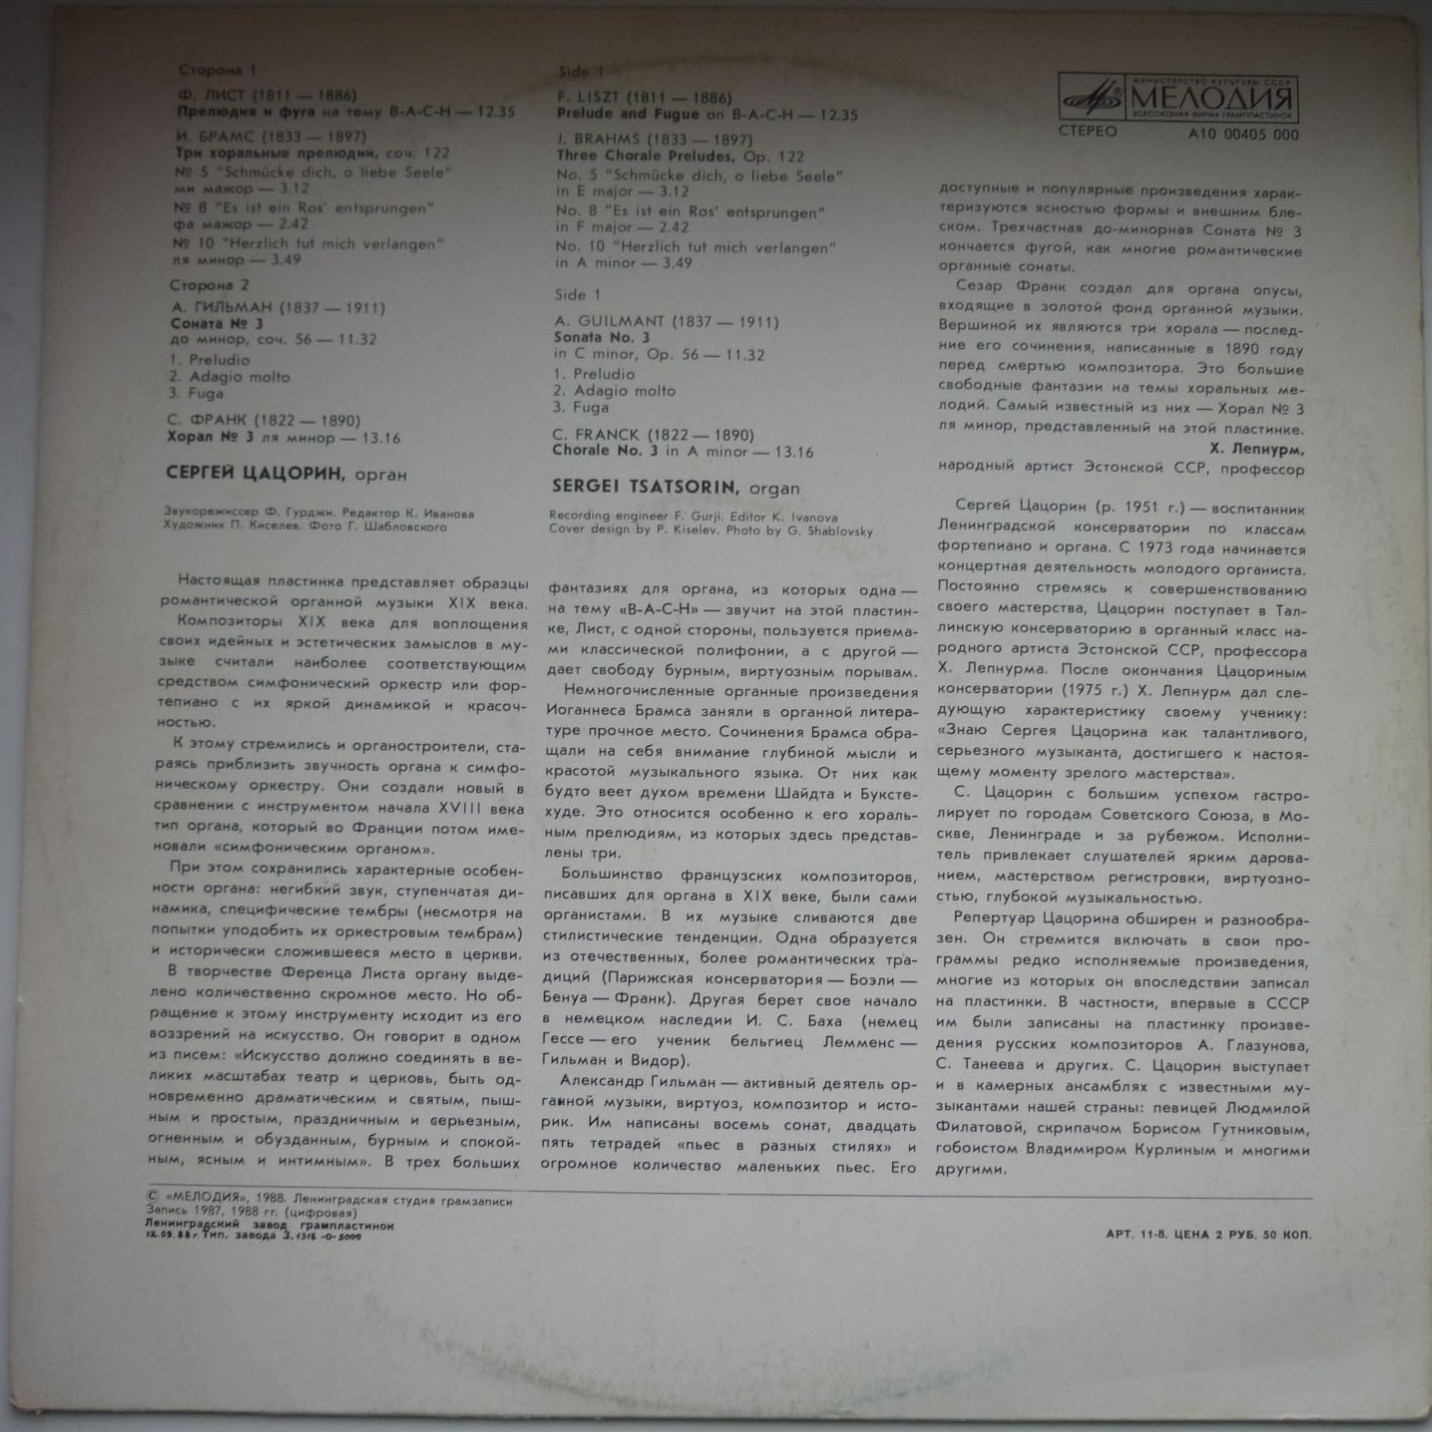 Сторона 1
Ф. ЛИСТ (1811 — 1886)
Прелюдия и фуга на тему B-A-C-H — 12.35
И. БРАМС (1833 — 1897)
Три хоральные прелюдии, соч. 122
№ 5 "Schmücke dich, o liebe Seele"
ми мажор — 3.12
№ 8 "Es ist ein Ros' entsprungen"
фа мажор — 2.42
№ 10 "Herzlich tut mich verlangen"
ля минор — 3.49
Сторона 2
А. ГИЛЬМАН (1837 — 1911)
Соната № 3
до минор, соч. 56 — 11.32
1. Preludio
2. Adagio molto
3. Fuga
С. ФРАНК (1822 — 1890)
Хорал № 3 ля минор — 13.16
СЕРГЕЙ ЦАЦОРИН, орган
Звукорежиссер Ф. Гурджи. Редактор К. Иванова
Художник П. Киселев. Фото Г. Шабловского
Side 1
F. LISZT (1811 — 1886)
Prelude and Fugue on B-A-C-H — 12.35
J. BRAHMS (1833 — 1897)
Three Chorale Preludes, Op. 122
No. 5 "Schmücke dich, o liebe Seele"
in E major — 3.12
No. 8 "Es ist ein Ros' entsprungen"
in F major — 2.42
No. 10 "Herzlich tut mich verlangen"
in A minor — 3.49
Side 1
A. GUILMANT (1837 — 1911)
Sonata No. 3
in C minor, Op. 56 — 11.32
1. Preludio
2. Adagio molto
3. Fuga
C. FRANCK (1822 — 1890)
Chorale No. 3 in A minor — 13.16
SERGEI TSATSORIN, organ
Recording engineer F. Gurji. Editor K. Ivanova
Cover design by P. Kiselev. Photo by G. Shablovsky
МИНИСТЕРСТВО КУЛЬТУРЫ СССР
МЕЛОДИЯ
ВСЕСОЮЗНАЯ ФИРМА ГРАМПЛАСТИНОК
СТЕРЕО А10 00405 000
Настоящая пластинка представляет образцы
романтической органной музыки XIX века.
Композиторы XIX века для воплощения
своих идейных и эстетических замыслов в му-
зыке считали наиболее соответствующим
средством симфонический оркестр или фор-
тепиано с их яркой динамикой и красоч-
ностью.
К этому стремились и органостроители, ста-
раясь приблизить звучность органа к симфо-
ническому оркестру. Они создали новый в
сравнении с инструментом начала XVIII века
тип органа, который во Франции потом име-
новали «симфоническим органом».
При этом сохранились характерные особен-
ности органа: негибкий звук, ступенчатая ди-
намика, специфические тембры (несмотря на
попытки уподобить их оркестровым тембрам)
и исторически сложившееся место в церкви.
В творчестве Ференца Листа органу выде-
лено количественно скромное место. Но об-
ращение к этому инструменту исходит из его
воззрений на искусство. Он говорит в одном
из писем: «Искусство должно соединять в ве-
ликих масштабах театр и церковь, быть од-
новременно драматическим и святым, пыш-
ным и простым, праздничным и серьезным,
огненным и обузданным, бурным и спокой-
ным, ясным и интимным». В трех больших
фантазиях для органа, из которых одна —
на тему «B-A-C-H» — звучит на этой пластин-
ке, Лист, с одной стороны, пользуется приема-
ми классической полифонии, а с другой —
дает свободу бурным, виртуозным порывам.
Немногочисленные органные произведения
Иоганнеса Брамса заняли в органной литера-
туре прочное место. Сочинения Брамса обра-
щали на себя внимание глубиной мысли и
красотой музыкального языка. От них как
будто веет духом времени Шайдта и Буксте-
худе. Это относится особенно к его хораль-
ным прелюдиям, из которых здесь представ-
лены три.
Большинство французских композиторов,
писавших для органа в XIX веке, были сами
органистами. В их музыке сливаются две
стилистические тенденции. Одна образуется
из отечественных, более романтических тра-
диций (Парижская консерватория — Боэли —
Бенуа — Франк). Другая берет свое начало
в немецком наследии И. С. Баха (немец
Гессе — его ученик бельгиец Лемменс —
Гильман и Видор).
Александр Гильман — активный деятель ор-
ганной музыки, виртуоз, композитор и исто-
рик. Им написаны восемь сонат, двадцать
пять тетрадей «пьес в разных стилях» и
огромное количество маленьких пьес. Его
доступные и популярные произведения харак-
теризуются ясностью формы и внешним бле-
ском. Трехчастная до-минорная Соната № 3
кончается фугой, как многие романтические
органные сонаты.
Сезар Франк создал для органа опусы,
входящие в золотой фонд органной музыки.
Вершиной их являются три хорала — послед-
ние его сочинения, написанные в 1890 году
перед смертью композитора. Это большие
свободные фантазии на темы хоральных ме-
лодий. Самый известный из них — Хорал № 3
ля минор, представленный на этой пластинке.
Х. Лепнурм,
народный артист Эстонской ССР, профессор
Сергей Цацорин (р. 1951 г.) — воспитанник
Ленинградской консерватории по классам
фортепиано и органа. С 1973 года начинается
концертная деятельность молодого органиста.
Постоянно стремясь к совершенствованию
своего мастерства, Цацорин поступает в Тал-
линскую консерваторию в органный класс на-
родного артиста Эстонской ССР, профессора
Х. Лепнурма. После окончания Цацориным
консерватории (1975 г.) Х. Лепнурм дал сле-
дующую характеристику своему ученику:
«Знаю Сергея Цацорина как талантливого,
серьезного музыканта, достигшего к настоя-
щему моменту зрелого мастерства».
С. Цацорин с большим успехом гастро-
лирует по городам Советского Союза, в Мо-
скве, Ленинграде и за рубежом. Исполни-
тель привлекает слушателей ярким дарова-
нием, мастерством регистровки, виртуозно-
стью, глубокой музыкальностью.
Репертуар Цацорина обширен и разнообра-
зен. Он стремится включать в свои про-
граммы редко исполняемые произведения,
многие из которых он впоследствии записал
на пластинки. В частности, впервые в СССР
им были записаны на пластинку произве-
дения русских композиторов А. Глазунова,
С. Танеева и других. С. Цацорин выступает
и в камерных ансамблях с известными му-
зыкантами нашей страны: певицей Людмилой
Филатовой, скрипачом Борисом Гутниковым,
гобоистом Владимиром Курлиным и многими
другими.
© «МЕЛОДИЯ», 1988. Ленинградская студия грамзаписи
Запись 1987, 1988 гг. (цифровая)
Ленинградский завод грампластинок
12.09.88 г. Тип. завода З. 1318 -0-5000
АРТ. 11-8. ЦЕНА 2 РУБ. 50 КОП.